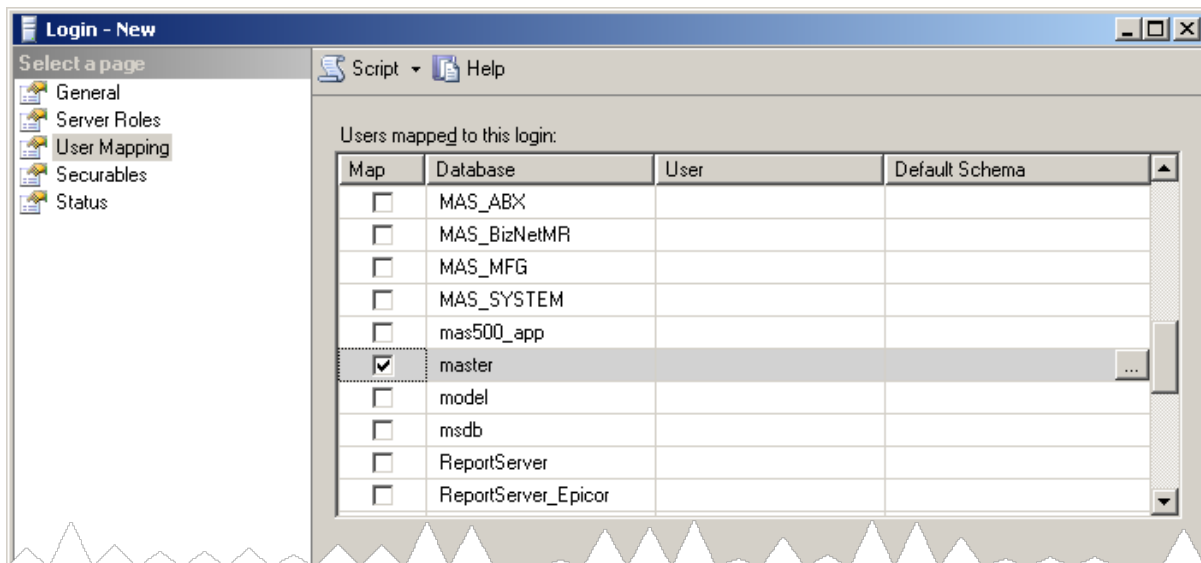 Login - New
Select a page
General
Server Roles
User Mapping
Securables
Status
Script Help
Users mapped to this login:
Map Database User Default Schema
MAS_ABX
MAS_BizNetMR
MAS_MFG
MAS_SYSTEM
mas500_app
master ...
model
msdb
ReportServer
ReportServer_Epicor